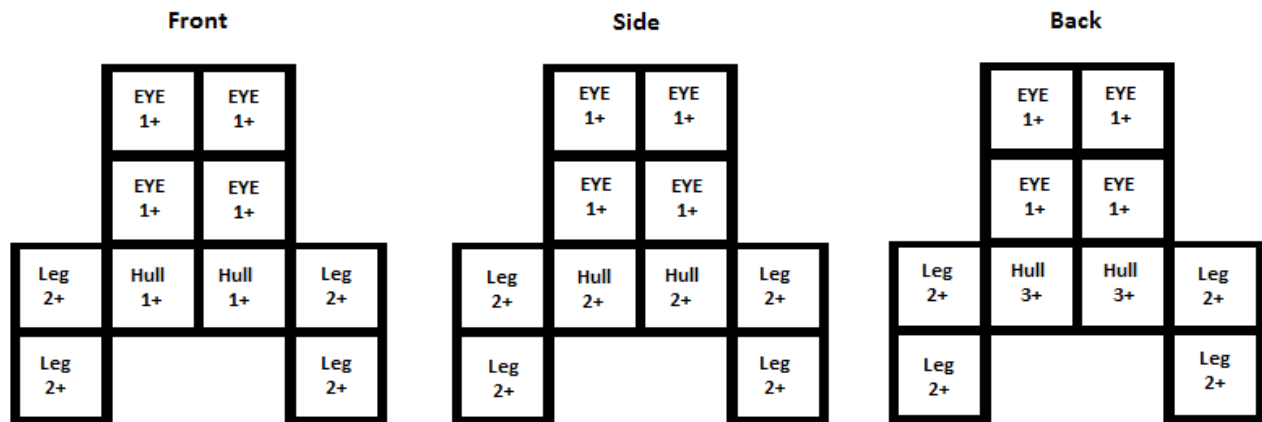 Front Side Back
EYE EYE EYE EYE EYE EYE
1+ 1+ 1+ 1+ 1+ 1+
EYE EYE EYE EYE EYE EYE
1+ 1+ 1+ 1+ 1+ 1+
Leg Hull Hull Leg Leg Hull Hull Leg Leg Hull Hull Leg
2+ 1+ 1+ 2+ 2+ 2+ 2+ 2+ 2+ 3+ 3+ 2+
Leg Leg Leg Leg Leg Leg
2+ 2+ 2+ 2+ 2+ 2+